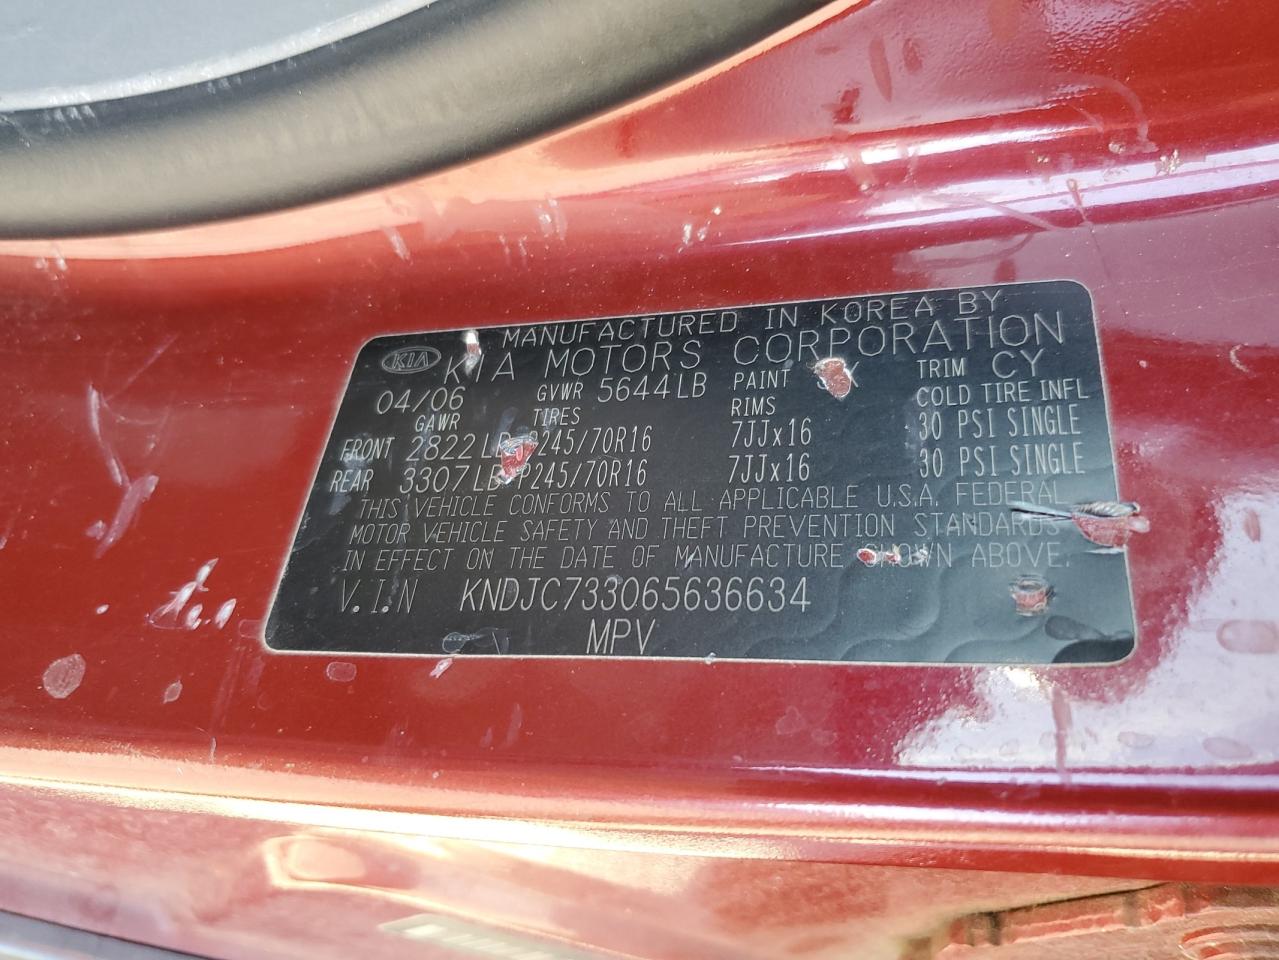 MANUFACTURED IN KOREA BY
KIA KIA MOTORS CORPORATION
04/06 GVWR 5644LB PAINT TRIM CY
GAWR TIRES RIMS COLD TIRE INFL
FRONT 2822LB P245/70R16 7JJx16 30 PSI SINGLE
REAR 3307LB P245/70R16 7JJx16 30 PSI SINGLE
THIS VEHICLE CONFORMS TO ALL APPLICABLE U.S.A. FEDERAL
MOTOR VEHICLE SAFETY AND THEFT PREVENTION STANDARDS
IN EFFECT ON THE DATE OF MANUFACTURE SHOWN ABOVE.
V.I.N KNDJC733065636634
MPV